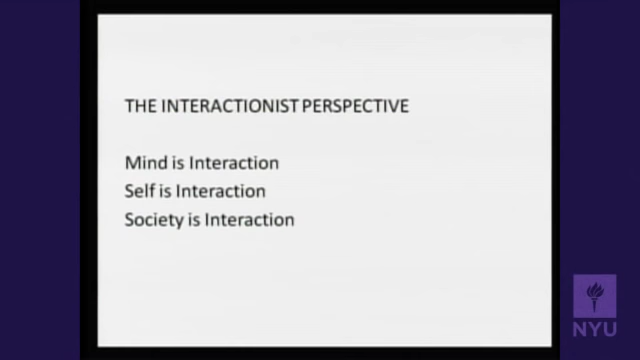 THE INTERACTIONIST PERSPECTIVE
Mind is Interaction
Self is Interaction
Society is Interaction
NYU